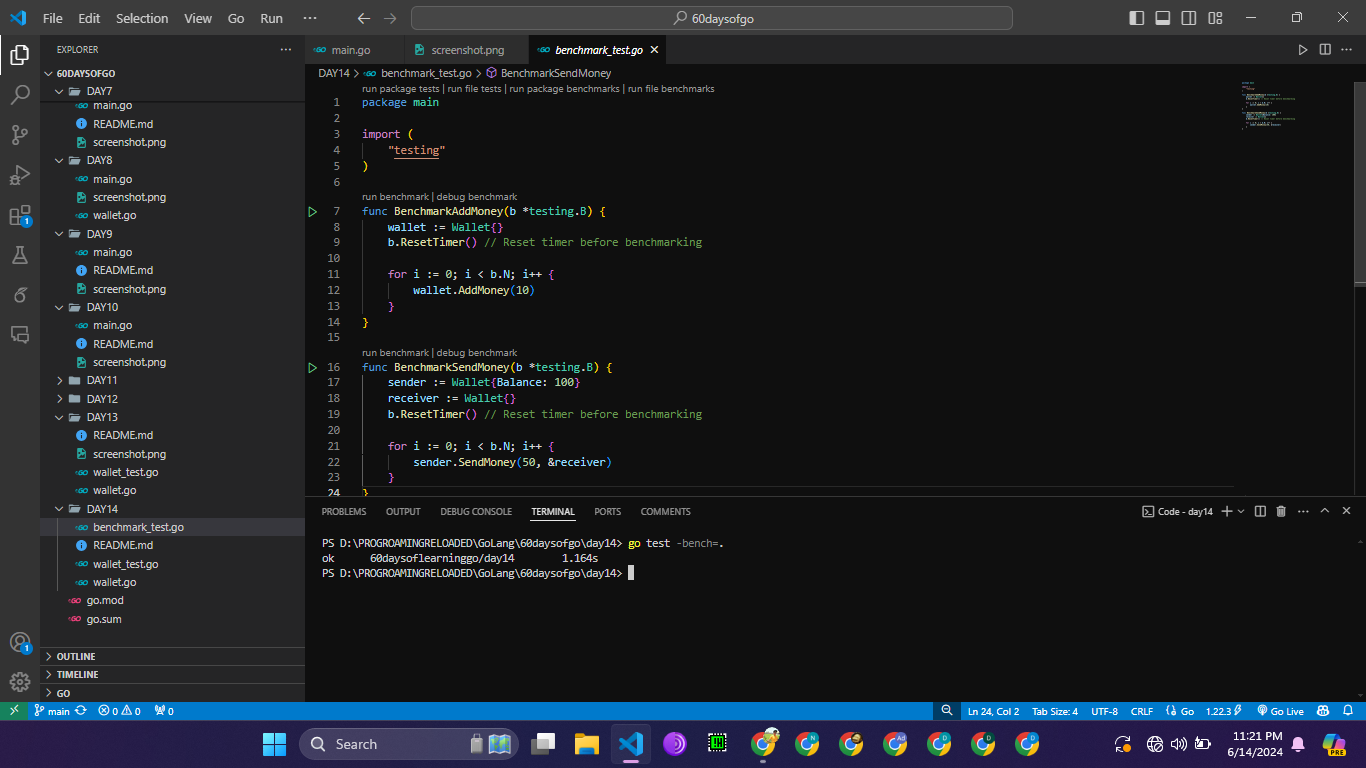 File Edit Selection View Go Run ··· 60daysofgo
EXPLORER ···
60DAYSOFGO
DAY7
main.go
README.md
screenshot.png
DAY8
main.go
screenshot.png
wallet.go
DAY9
main.go
README.md
screenshot.png
DAY10
main.go
README.md
screenshot.png
DAY11
DAY12
DAY13
README.md
screenshot.png
wallet_test.go
wallet.go
DAY14
benchmark_test.go
README.md
wallet_test.go
wallet.go
go.mod
go.sum
OUTLINE
TIMELINE
GO
1
1
main.go screenshot.png benchmark_test.go
DAY14 > benchmark_test.go > BenchmarkSendMoney
run package tests | run file tests | run package benchmarks | run file benchmarks
1 package main
2
3 import (
4 "testing"
5 )
6
run benchmark | debug benchmark
7 func BenchmarkAddMoney(b *testing.B) {
8 wallet := Wallet{}
9 b.ResetTimer() // Reset timer before benchmarking
10
11 for i := 0; i < b.N; i++ {
12 wallet.AddMoney(10)
13 }
14 }
15
run benchmark | debug benchmark
16 func BenchmarkSendMoney(b *testing.B) {
17 sender := Wallet{Balance: 100}
18 receiver := Wallet{}
19 b.ResetTimer() // Reset timer before benchmarking
20
21 for i := 0; i < b.N; i++ {
22 sender.SendMoney(50, &receiver)
23 }
24 }
PROBLEMS OUTPUT DEBUG CONSOLE TERMINAL PORTS COMMENTS Code - day14
PS D:\PROGROAMINGRELOADED\GoLang\60daysofgo\day14> go test -bench=.
ok 60daysoflearninggo/day14 1.164s
PS D:\PROGROAMINGRELOADED\GoLang\60daysofgo\day14>
main 0 0 0 Ln 24, Col 2 Tab Size: 4 UTF-8 CRLF Go 1.22.3 Go Live
Search 11:21 PM
6/14/2024